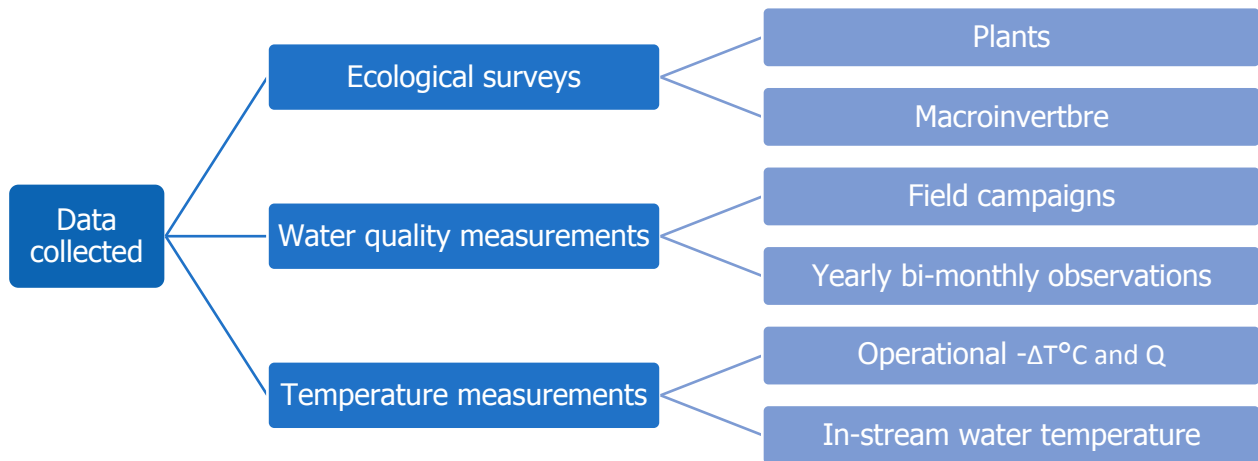 Data
collected
Ecological surveys
Plants
Macroinvertbre
Water quality measurements
Field campaigns
Yearly bi-monthly observations
Temperature measurements
Operational -ΔT°C and Q
In-stream water temperature